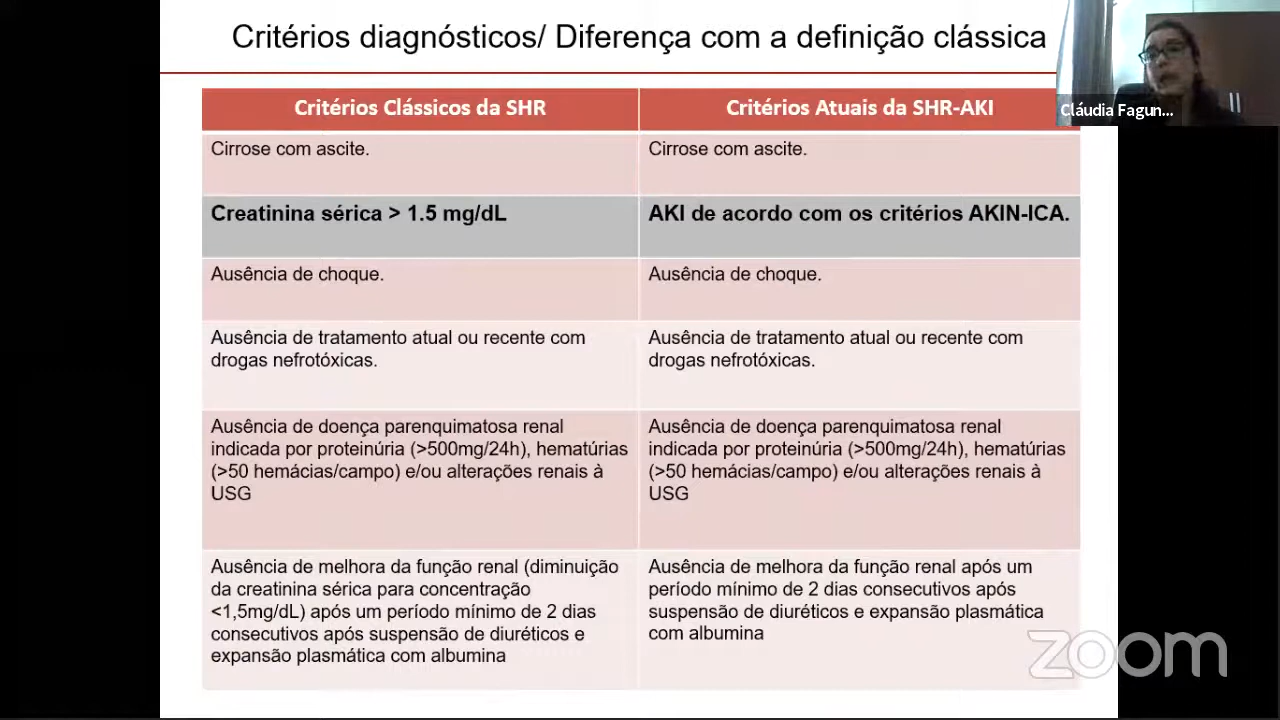 Critérios diagnósticos/ Diferença com a definição clássica
Cláudia Fagun...
Critérios Clássicos da SHR
Critérios Atuais da SHR-AKI
Cirrose com ascite.
Cirrose com ascite.
Creatinina sérica > 1.5 mg/dL
AKI de acordo com os critérios AKIN-ICA.
Ausência de choque.
Ausência de choque.
Ausência de tratamento atual ou recente com
drogas nefrotóxicas.
Ausência de tratamento atual ou recente com
drogas nefrotóxicas.
Ausência de doença parenquimatosa renal
indicada por proteinúria (>500mg/24h), hematúrias
(>50 hemácias/campo) e/ou alterações renais à
USG
Ausência de doença parenquimatosa renal
indicada por proteinúria (>500mg/24h), hematúrias
(>50 hemácias/campo) e/ou alterações renais à
USG
Ausência de melhora da função renal (diminuição
da creatinina sérica para concentração
<1,5mg/dL) após um período mínimo de 2 dias
consecutivos após suspensão de diuréticos e
expansão plasmática com albumina
Ausência de melhora da função renal após um
período mínimo de 2 dias consecutivos após
suspensão de diuréticos e expansão plasmática
com albumina
zoom